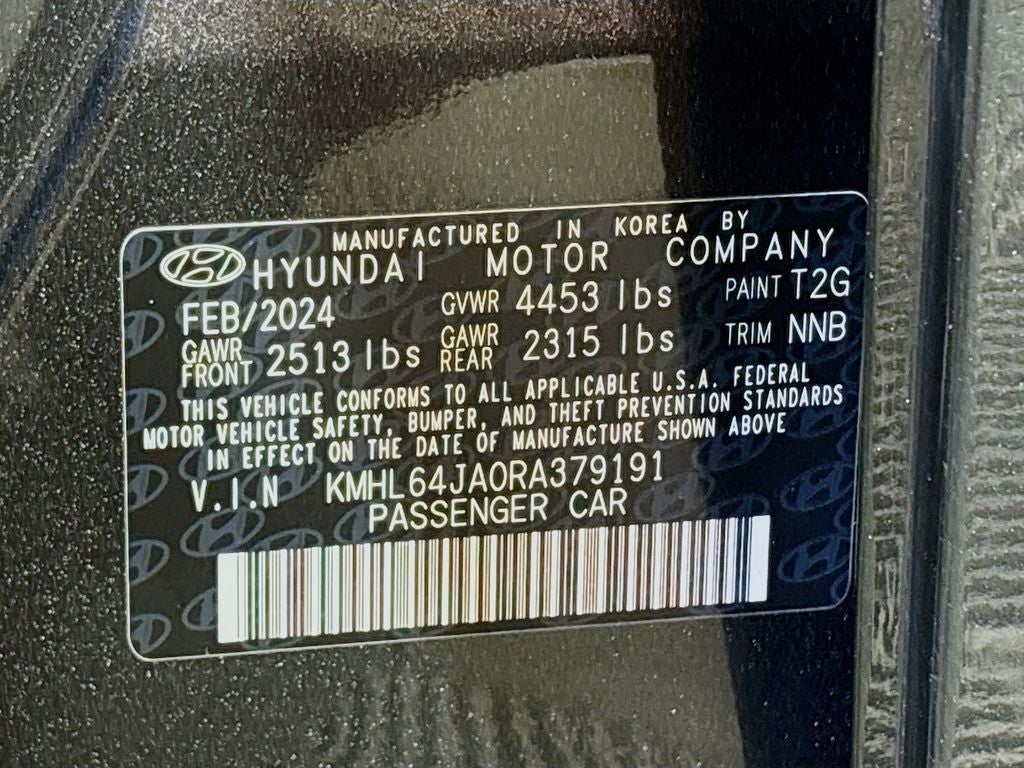 MANUFACTURED IN KOREA BY
HYUNDAI MOTOR COMPANY
FEB/2024 GVWR 4453 lbs PAINT T2G
GAWR FRONT 2513 lbs GAWR REAR 2315 lbs TRIM NNB
THIS VEHICLE CONFORMS TO ALL APPLICABLE U.S.A. FEDERAL
MOTOR VEHICLE SAFETY, BUMPER, AND THEFT PREVENTION STANDARDS
IN EFFECT ON THE DATE OF MANUFACTURE SHOWN ABOVE
V.I.N KMHL64JA0RA379191
PASSENGER CAR